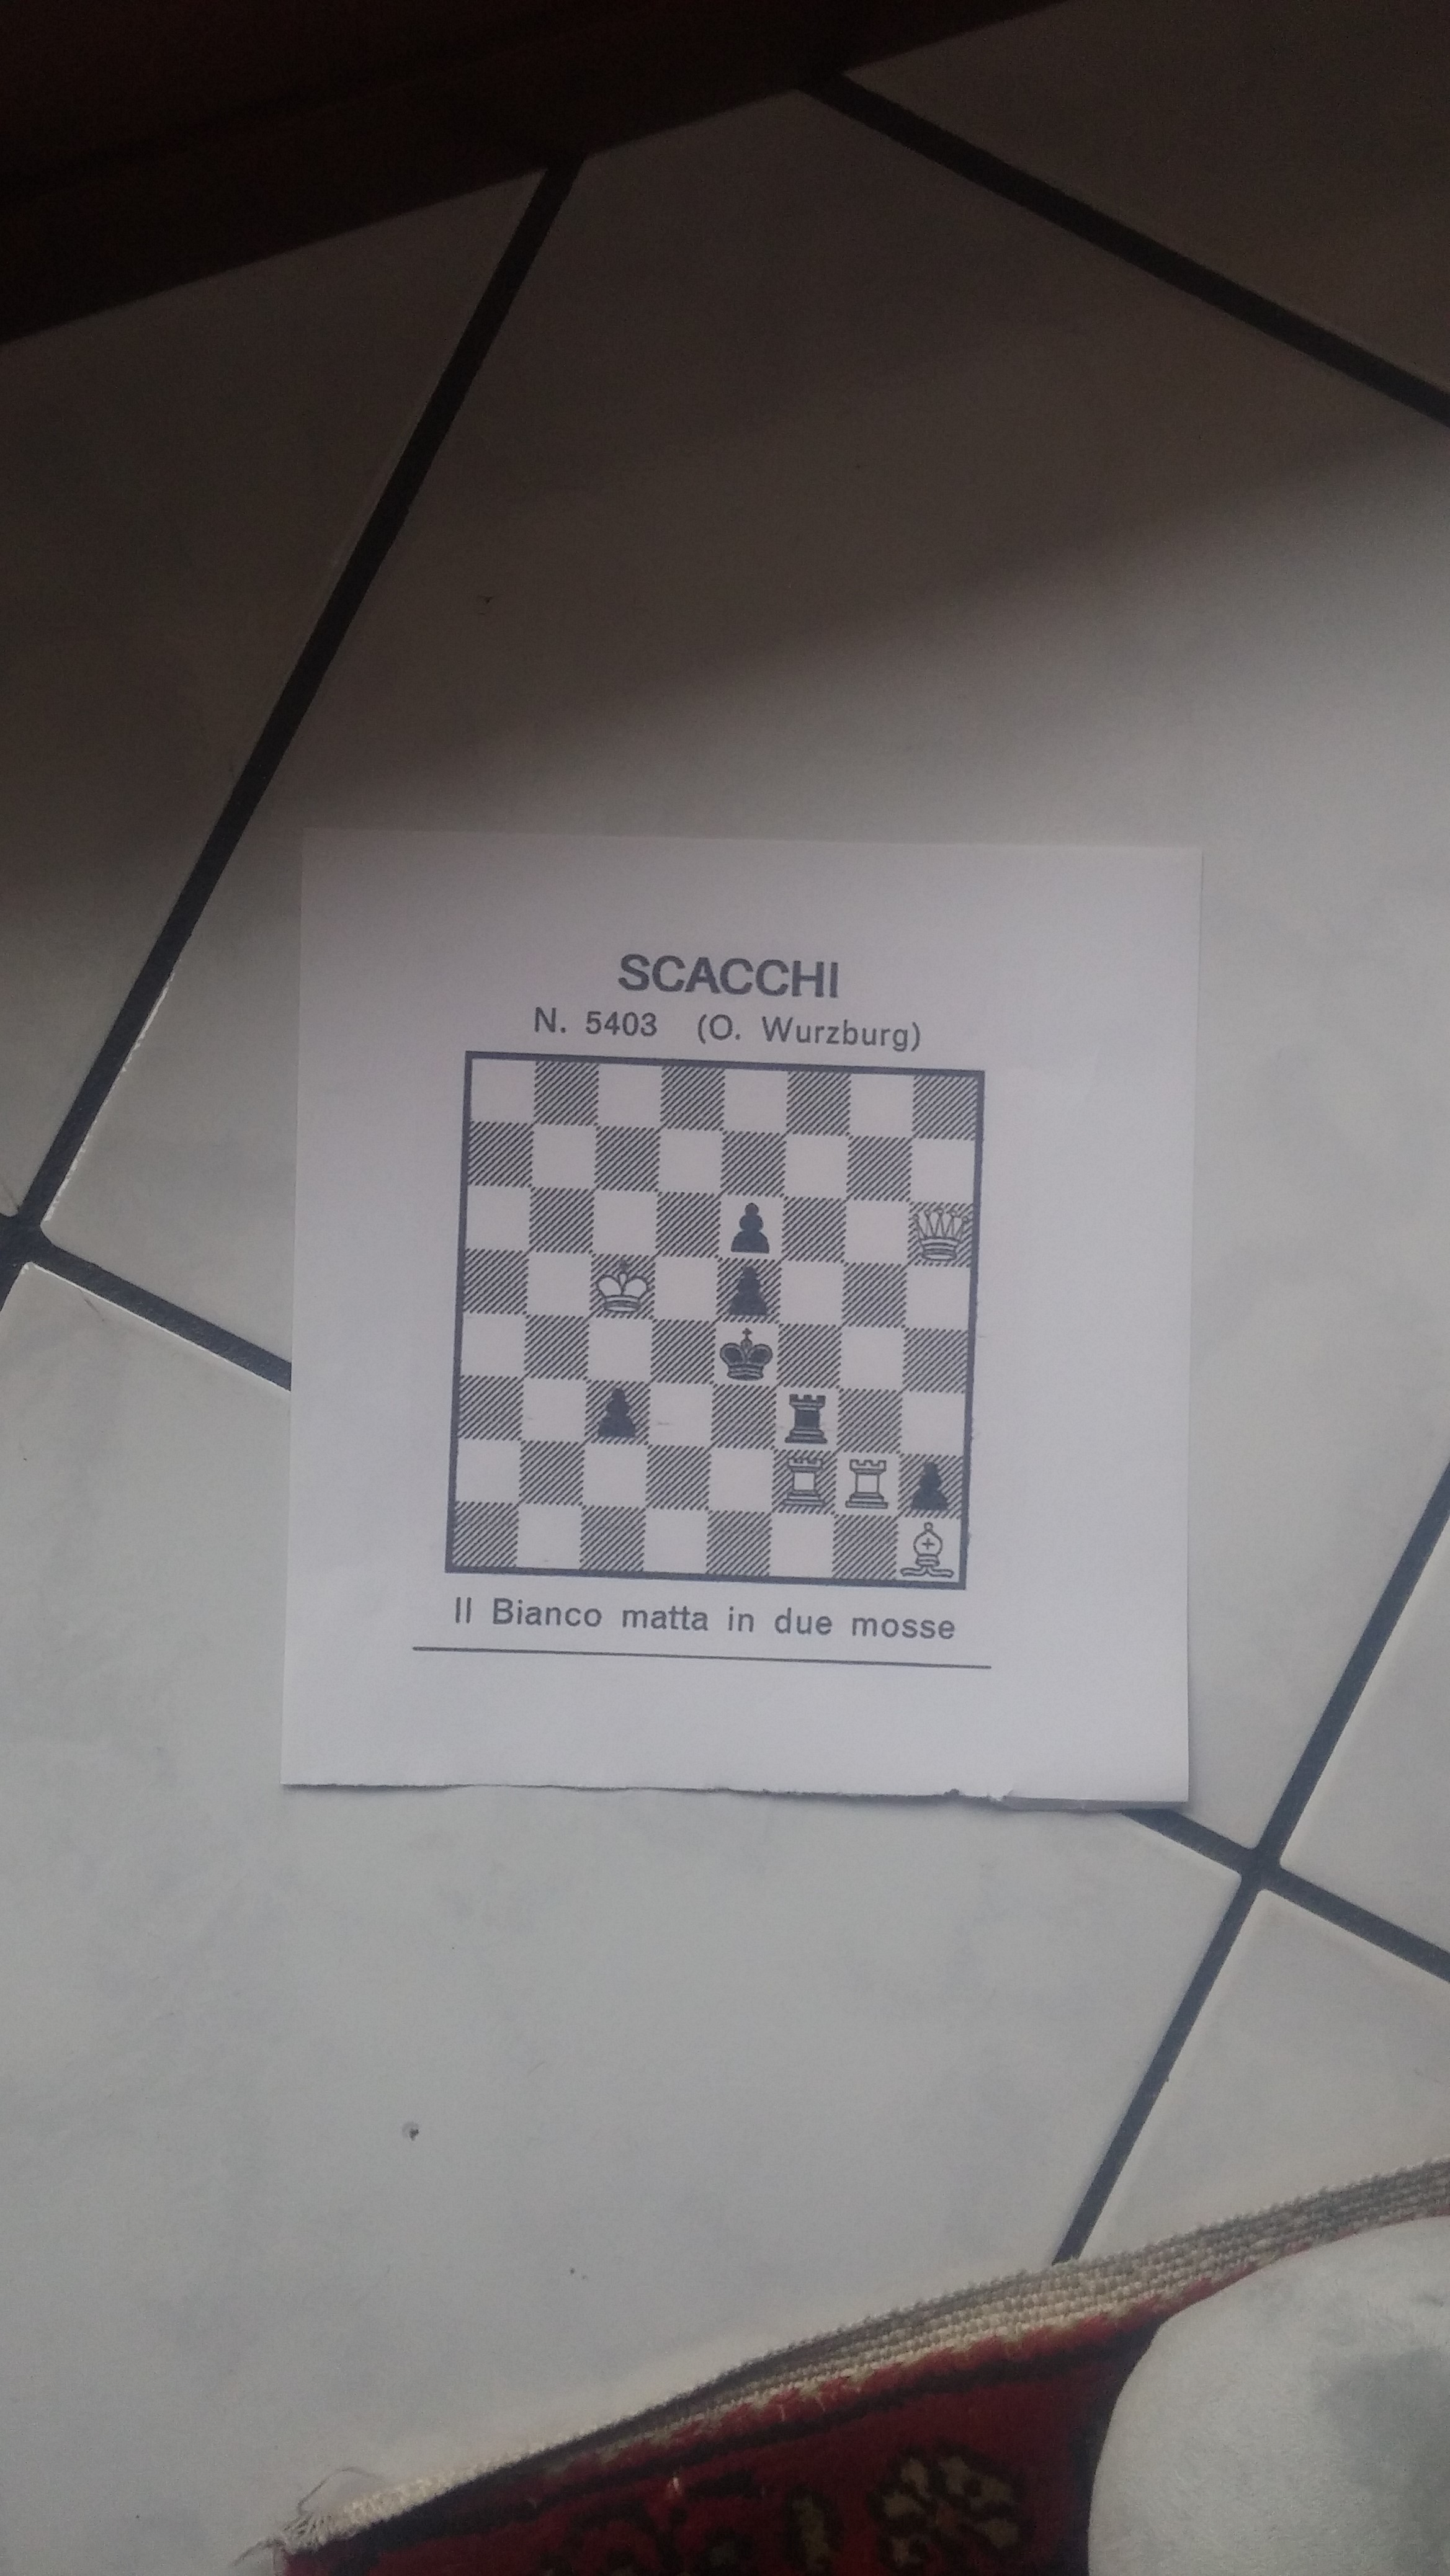 SCACCHI
N. 5403 (O. Wurzburg)
Il Bianco matta in due mosse